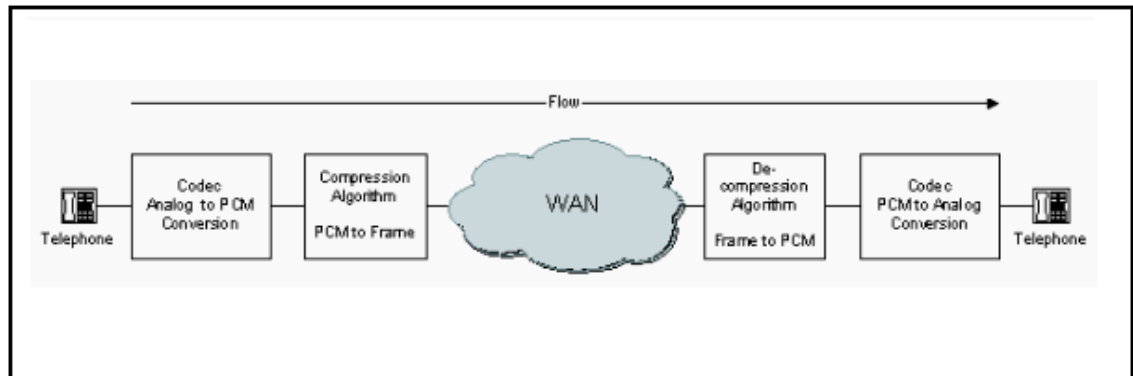 Flow
Telephone
Codec
Analog to PCM
Conversion
Compression
Algorithm
PCM to Frame
WAN
De-
compression
Algorithm
Frame to PCM
Codec
PCM to Analog
Conversion
Telephone